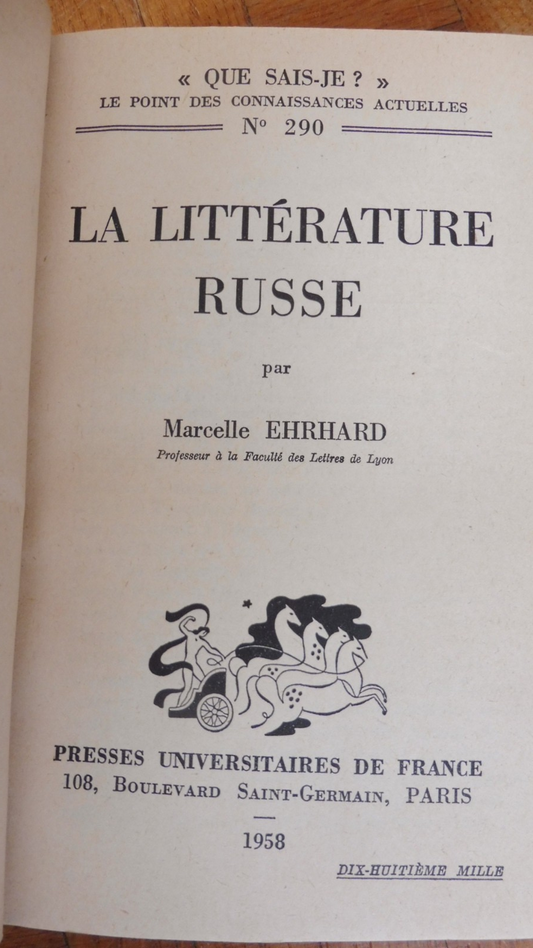 « QUE SAIS-JE ? »
LE POINT DES CONNAISSANCES ACTUELLES
Nº 290
LA LITTÉRATURE
RUSSE
par
Marcelle EHRHARD
Professeur à la Faculté des Lettres de Lyon
PRESSES UNIVERSITAIRES DE FRANCE
108, BOULEVARD SAINT-GERMAIN, PARIS
—
1958
DIX-HUITIÈME MILLE